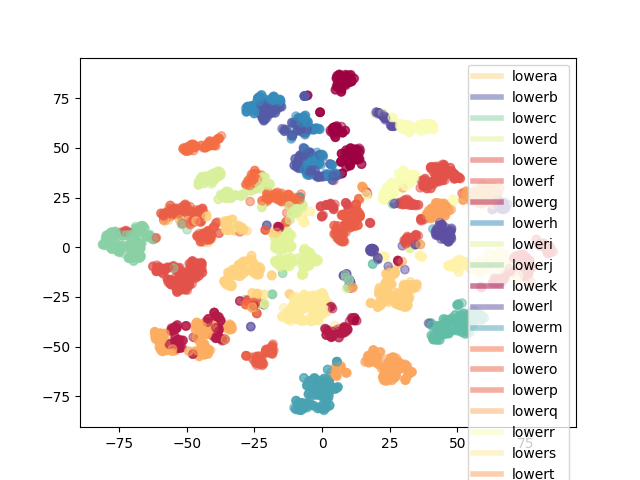 75
50
25
0
−25
−50
−75
−75
−50
−25
0
25
50
75
lowera
lowerb
lowerc
lowerd
lowere
lowerf
lowerg
lowerh
loweri
lowerj
lowerk
lowerl
lowerm
lowern
lowero
lowerp
lowerq
lowerr
lowers
lowert